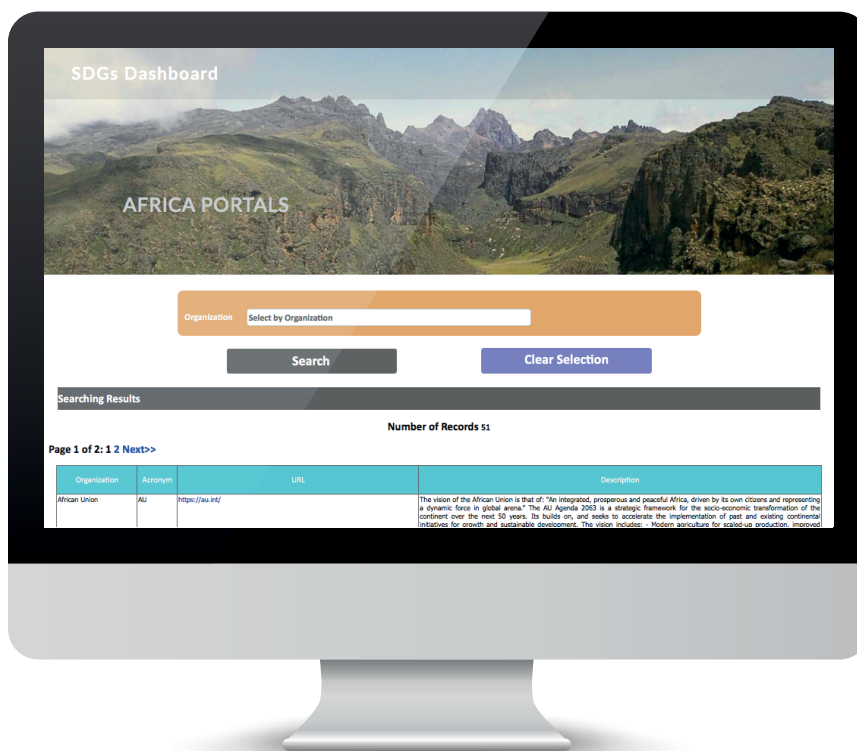 SDGs Dashboard
AFRICA PORTALS
Organization Select by Organization
Search Clear Selection
Searching Results
Number of Records 51
Page 1 of 2: 1 2 Next>>
Organization Acronym URL Description
African Union AU https://au.int/ The vision of the African Union is that of: "An integrated, prosperous and peaceful Africa, driven by its own citizens and representing
a dynamic force in global arena." The AU Agenda 2063 is a strategic framework for the socio-economic transformation of the
continent over the next 50 years. Its builds on, and seeks to accelerate the implementation of past and existing continental
initiatives for growth and sustainable development. The vision includes: - Modern agriculture for scaled-up production, improved